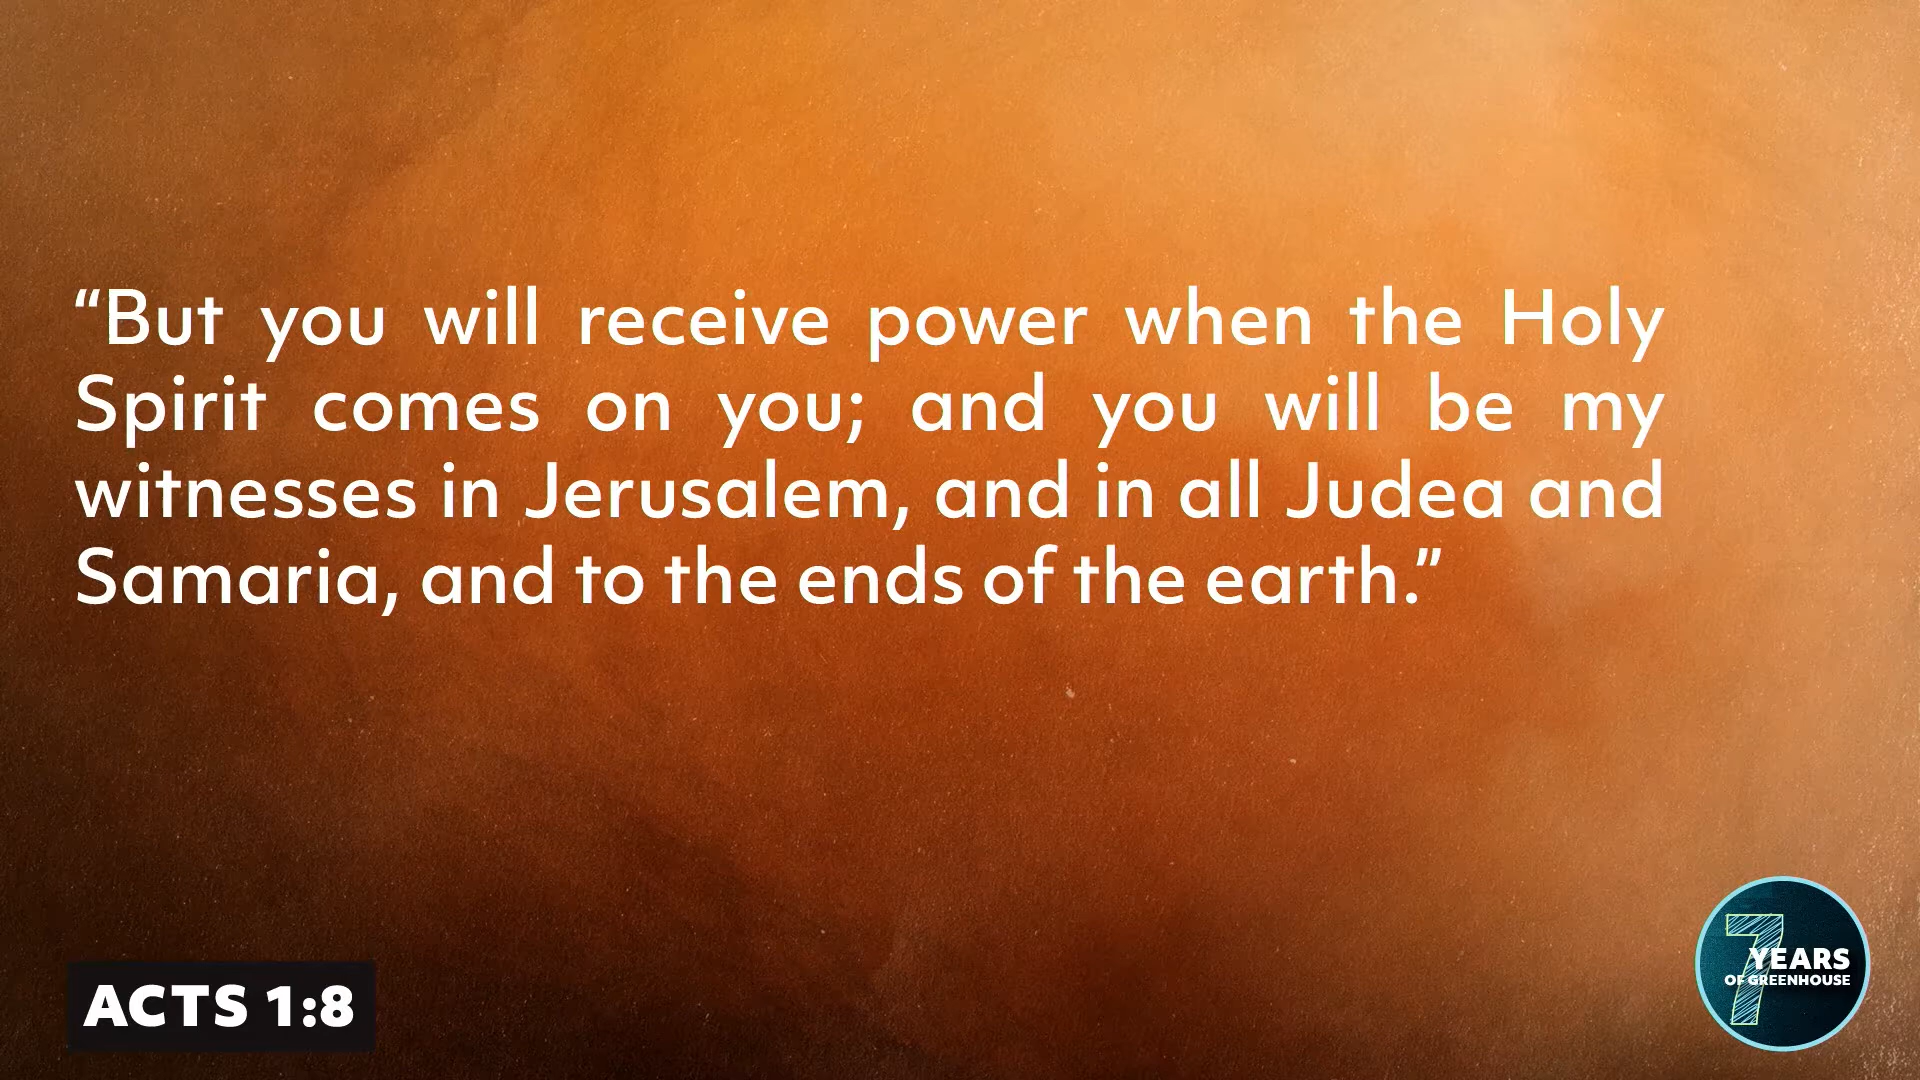 “But you will receive power when the Holy
Spirit comes on you; and you will be my
witnesses in Jerusalem, and in all Judea and
Samaria, and to the ends of the earth.”
ACTS 1:8
7
YEARS
OF GREENHOUSE